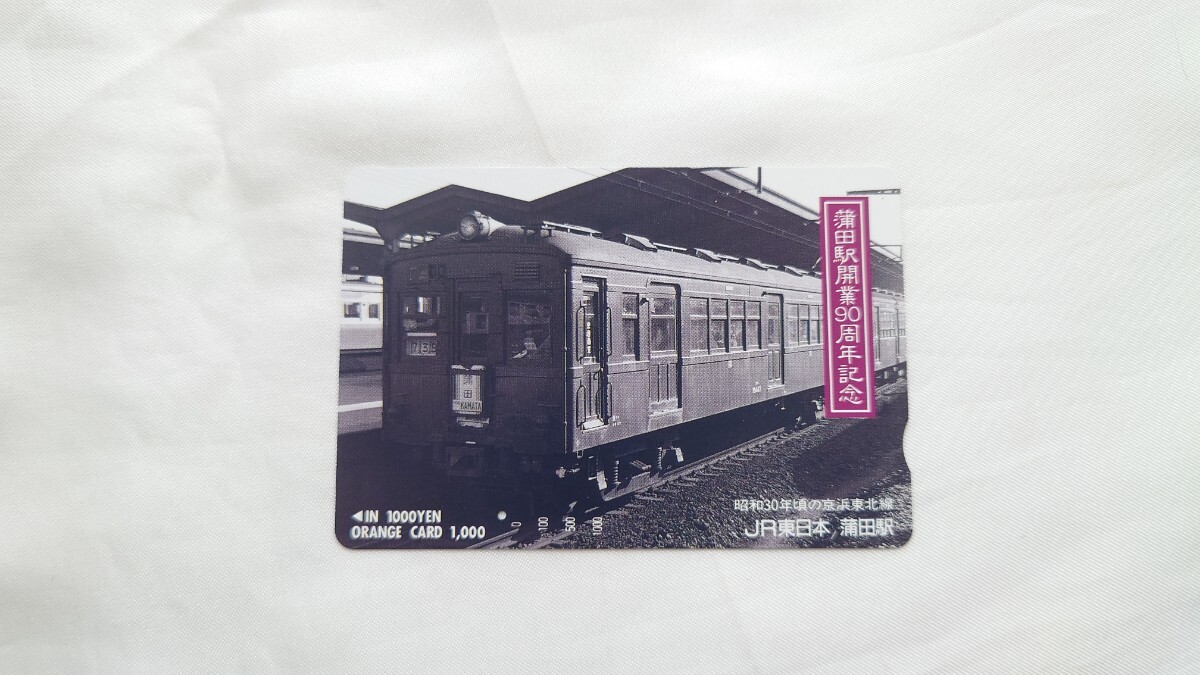 蒲田駅開業90周年記念
蒲田
KAMATA
昭和30年頃の京浜東北線
JR東日本 蒲田駅
◀IN 1000YEN
ORANGE CARD 1,000
0 100 500 1000